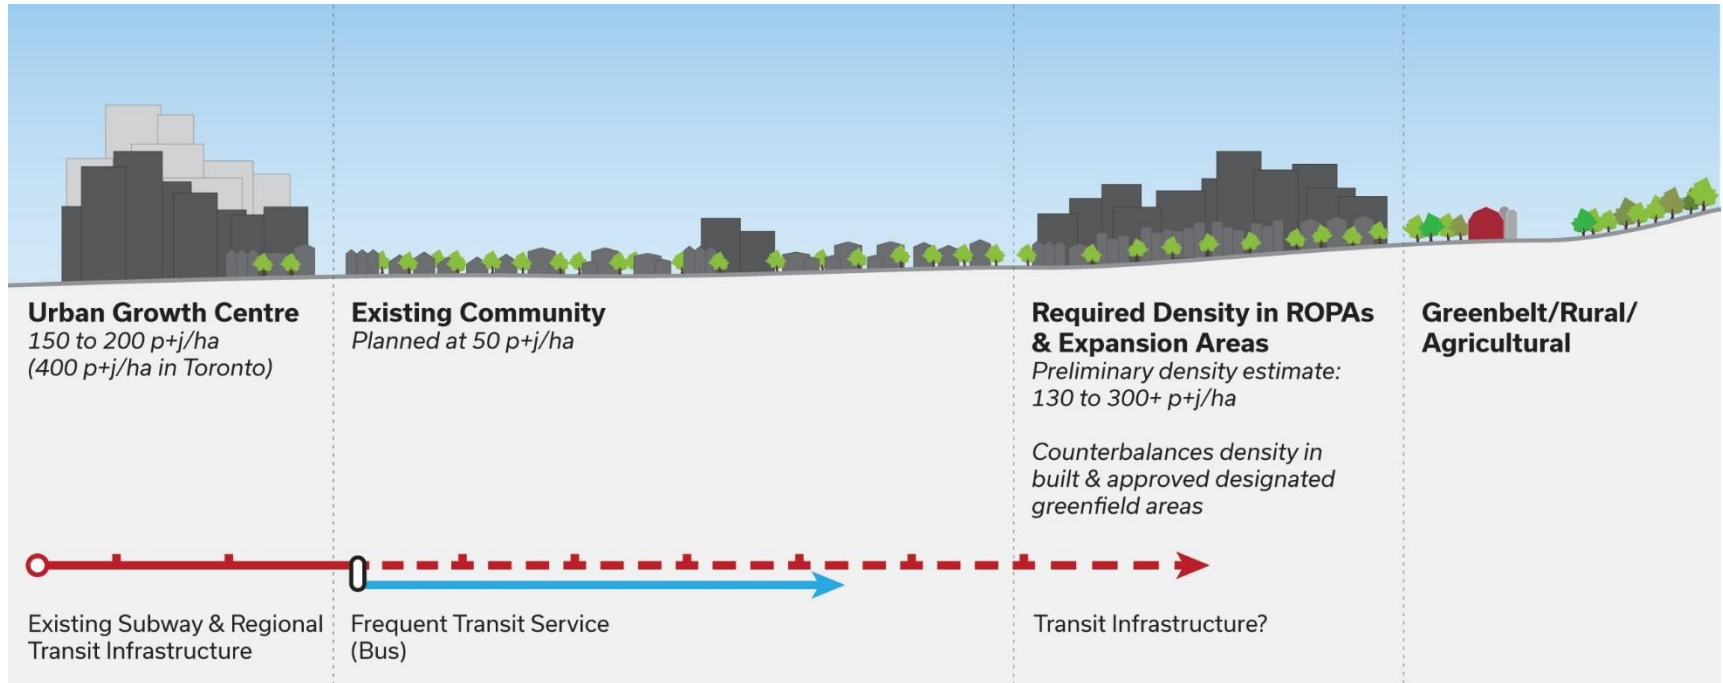 Urban Growth Centre
150 to 200 p+j/ha
(400 p+j/ha in Toronto)
Existing Community
Planned at 50 p+j/ha
Required Density in ROPAs
& Expansion Areas
Preliminary density estimate:
130 to 300+ p+j/ha
Counterbalances density in
built & approved designated
greenfield areas
Greenbelt/Rural/
Agricultural
Existing Subway & Regional
Transit Infrastructure
Frequent Transit Service
(Bus)
Transit Infrastructure?